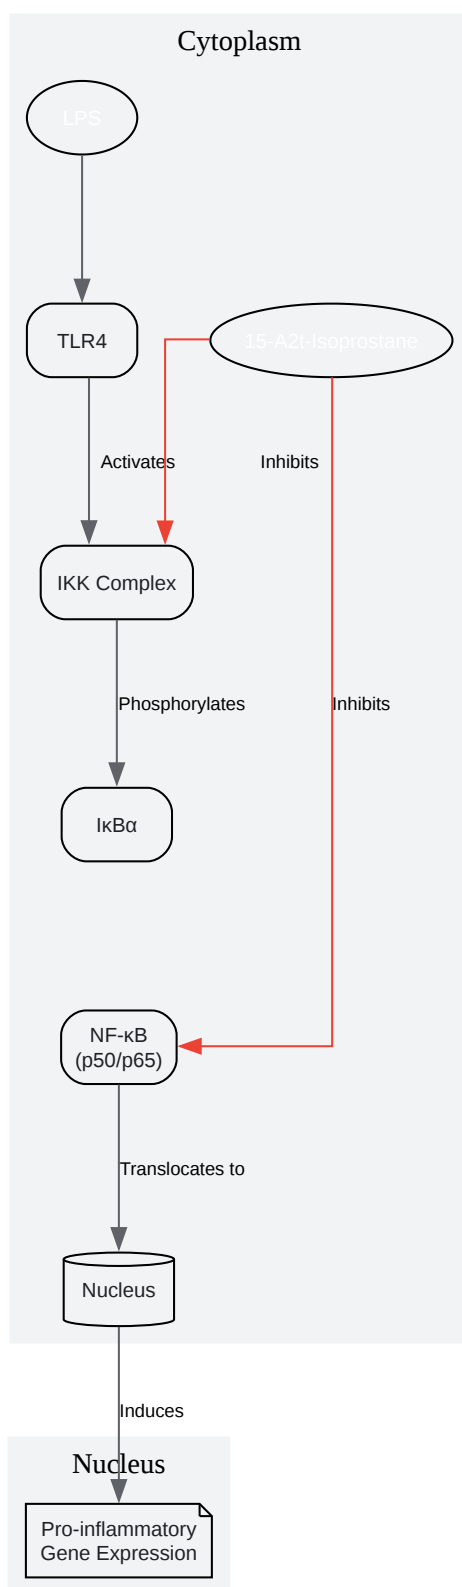 Cytoplasm
LPS
TLR4
15-A2t-Isoprostane
Activates
Inhibits
IKK Complex
Phosphorylates
Inhibits
IκBα
NF-κB
(p50/p65)
Translocates to
Nucleus
Induces
Nucleus
Pro-inflammatory
Gene Expression